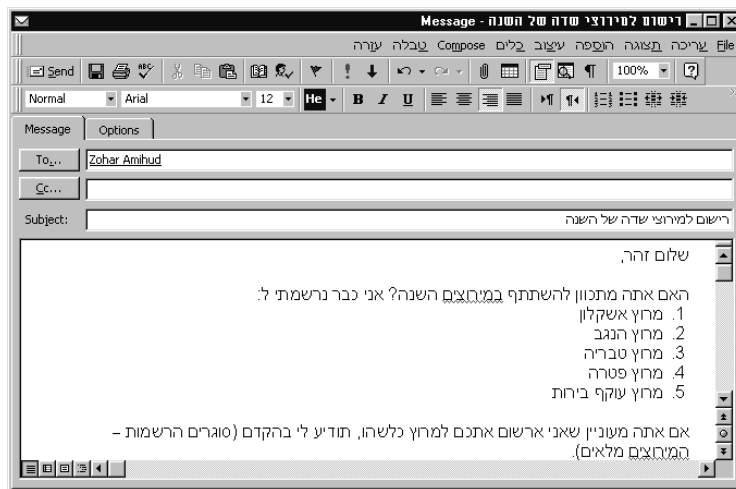 רישום למירוצי שדה של השנה - Message
File עריכה תצוגה הוספה עיצוב כלים Compose טבלה עזרה
Send ABC 100%
Normal Arial 12 He B I U
Message Options
To... Zohar Amihud
Cc...
Subject: רישום למירוצי שדה של השנה
שלום זהר,
האם אתה מתכוון להשתתף במירוצים השנה? אני כבר נרשמתי ל:
1. מרוץ אשקלון
2. מרוץ הנגב
3. מרוץ טבריה
4. מרוץ פטרה
5. מרוץ עוקף בירות
אם אתה מעוניין שאני ארשום אתכם למרוץ כלשהו, תודיע לי בהקדם (סוגרים הרשמות –
המירוצים מלאים).